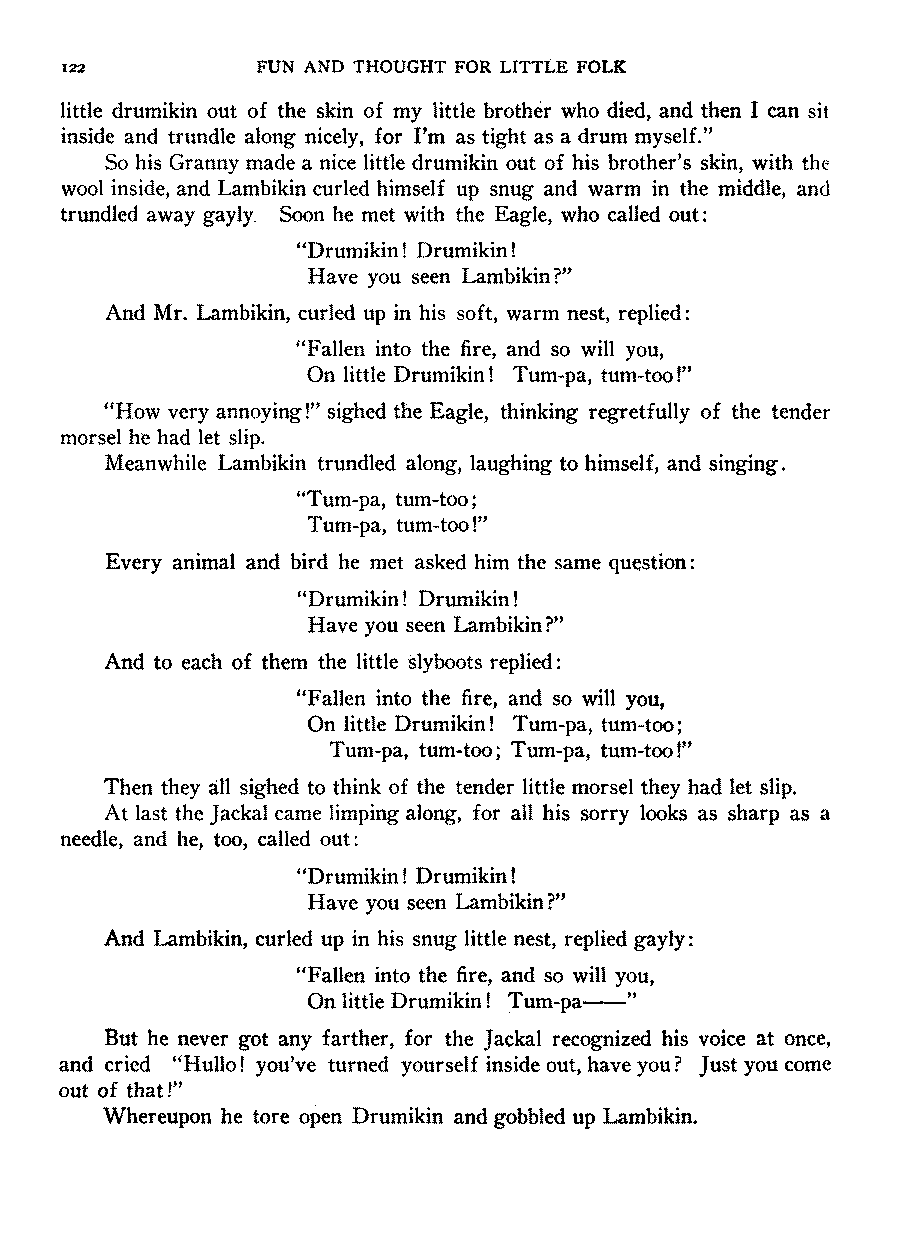 122 FUN AND THOUGHT FOR LITTLE FOLK
little drumikin out of the skin of my little brother who died, and then I can sit
inside and trundle along nicely, for I'm as tight as a drum myself."
So his Granny made a nice little drumikin out of his brother's skin, with the
wool inside, and Lambikin curled himself up snug and warm in the middle, and
trundled away gayly. Soon he met with the Eagle, who called out:
"Drumikin! Drumikin!
Have you seen Lambikin?"
And Mr. Lambikin, curled up in his soft, warm nest, replied:
"Fallen into the fire, and so will you,
On little Drumikin! Tum-pa, tum-too!"
"How very annoying!" sighed the Eagle, thinking regretfully of the tender
morsel he had let slip.
Meanwhile Lambikin trundled along, laughing to himself, and singing.
"Tum-pa, tum-too;
Tum-pa, tum-too!"
Every animal and bird he met asked him the same question:
"Drumikin! Drumikin!
Have you seen Lambikin?"
And to each of them the little slyboots replied:
"Fallen into the fire, and so will you,
On little Drumikin! Tum-pa, tum-too;
Tum-pa, tum-too; Tum-pa, tum-too!"
Then they all sighed to think of the tender little morsel they had let slip.
At last the Jackal came limping along, for all his sorry looks as sharp as a
needle, and he, too, called out:
"Drumikin! Drumikin!
Have you seen Lambikin?"
And Lambikin, curled up in his snug little nest, replied gayly:
"Fallen into the fire, and so will you,
On little Drumikin! Tum-pa——"
But he never got any farther, for the Jackal recognized his voice at once,
and cried "Hullo! you've turned yourself inside out, have you? Just you come
out of that!"
Whereupon he tore open Drumikin and gobbled up Lambikin.